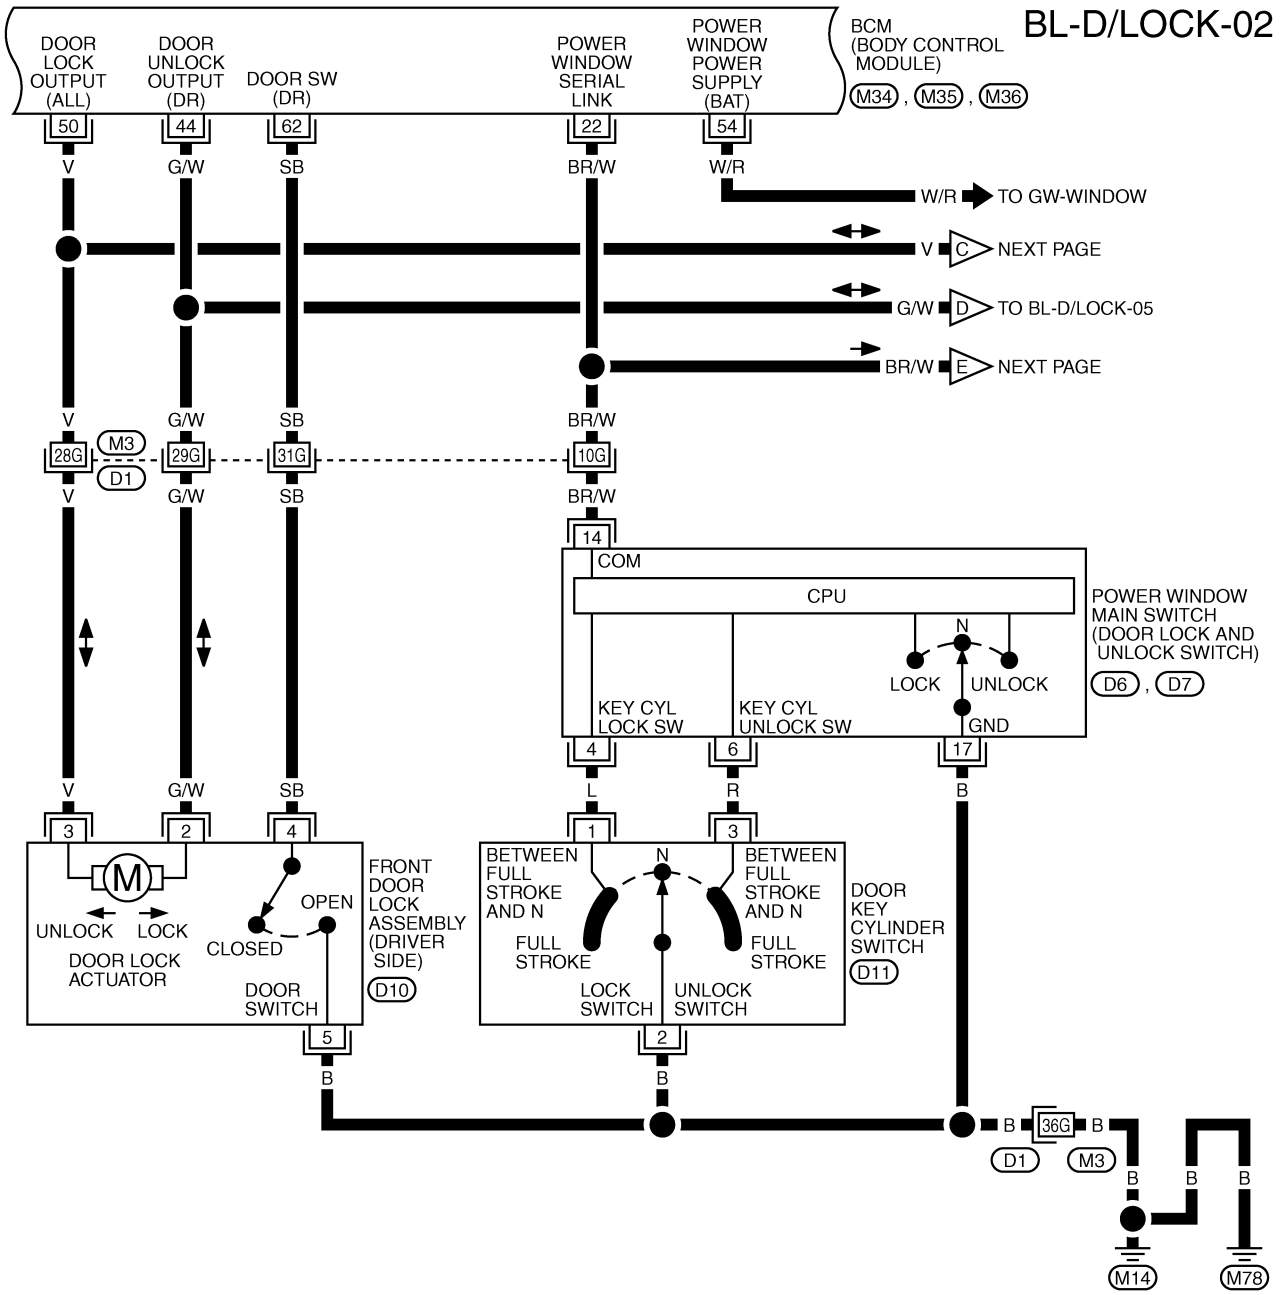 BL-D/LOCK-02
DOOR
LOCK
OUTPUT
(ALL)
DOOR
UNLOCK
OUTPUT
(DR)
DOOR SW
(DR)
POWER
WINDOW
SERIAL
LINK
POWER
WINDOW
POWER
SUPPLY
(BAT)
BCM
(BODY CONTROL
MODULE)
M34 , M35 , M36
50 44 62 22 54
V G/W SB BR/W W/R
W/R TO GW-WINDOW
V C NEXT PAGE
G/W D TO BL-D/LOCK-05
BR/W E NEXT PAGE
V G/W SB BR/W
M3
28G 29G 31G 10G
D1
V G/W SB BR/W
14
COM
CPU
N
LOCK UNLOCK
KEY CYL
LOCK SW
KEY CYL
UNLOCK SW
GND
POWER WINDOW
MAIN SWITCH
(DOOR LOCK AND
UNLOCK SWITCH)
D6 , D7
4 6 17
V G/W SB L R B
3 2 4 1 3
M
UNLOCK LOCK
DOOR LOCK
ACTUATOR
OPEN
CLOSED
DOOR
SWITCH
FRONT
DOOR
LOCK
ASSEMBLY
(DRIVER
SIDE)
D10
BETWEEN
FULL
STROKE
AND N
N
BETWEEN
FULL
STROKE
AND N
FULL
STROKE
FULL
STROKE
LOCK
SWITCH
UNLOCK
SWITCH
DOOR
KEY
CYLINDER
SWITCH
D11
5 2
B B
B 36G B
D1 M3
B B B
M14 M78